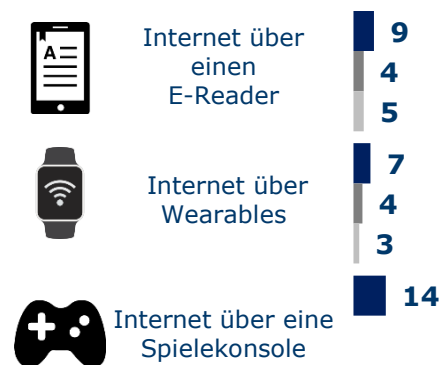 Internet über
einen
E-Reader
9
4
5
Internet über
Wearables
7
4
3
Internet über eine
Spielekonsole
14